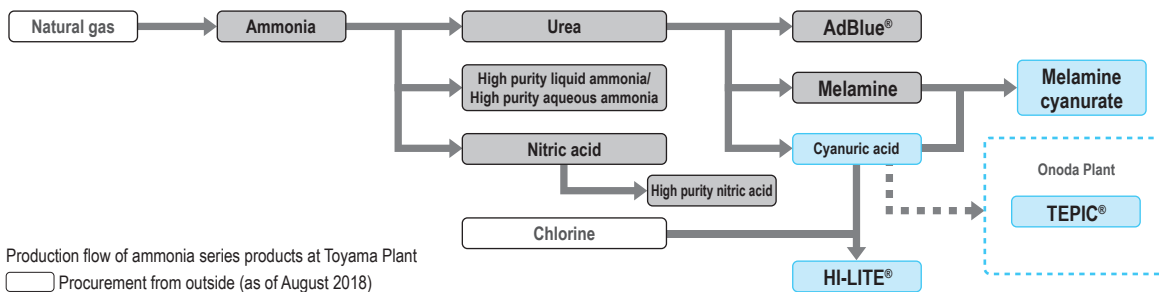 Natural gas
Ammonia
Urea
AdBlue®
High purity liquid ammonia/
High purity aqueous ammonia
Melamine
Melamine
cyanurate
Nitric acid
Cyanuric acid
High purity nitric acid
Onoda Plant
TEPIC®
Chlorine
HI-LITE®
Production flow of ammonia series products at Toyama Plant
Procurement from outside (as of August 2018)